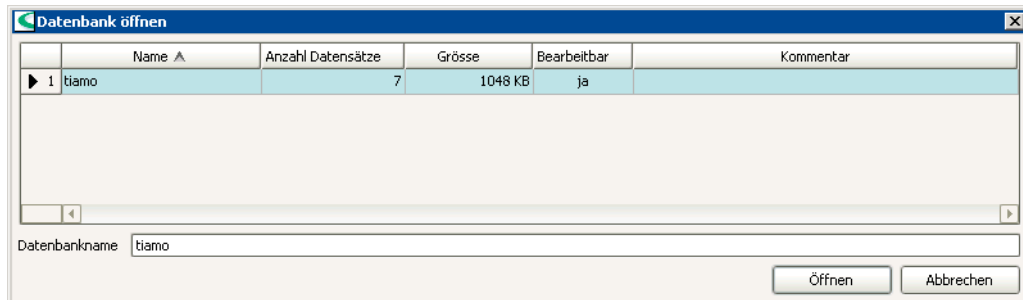 Datenbank öffnen
Name Anzahl Datensätze Grösse Bearbeitbar Kommentar
1 tiamo 7 1048 KB ja
Datenbankname tiamo
Öffnen Abbrechen